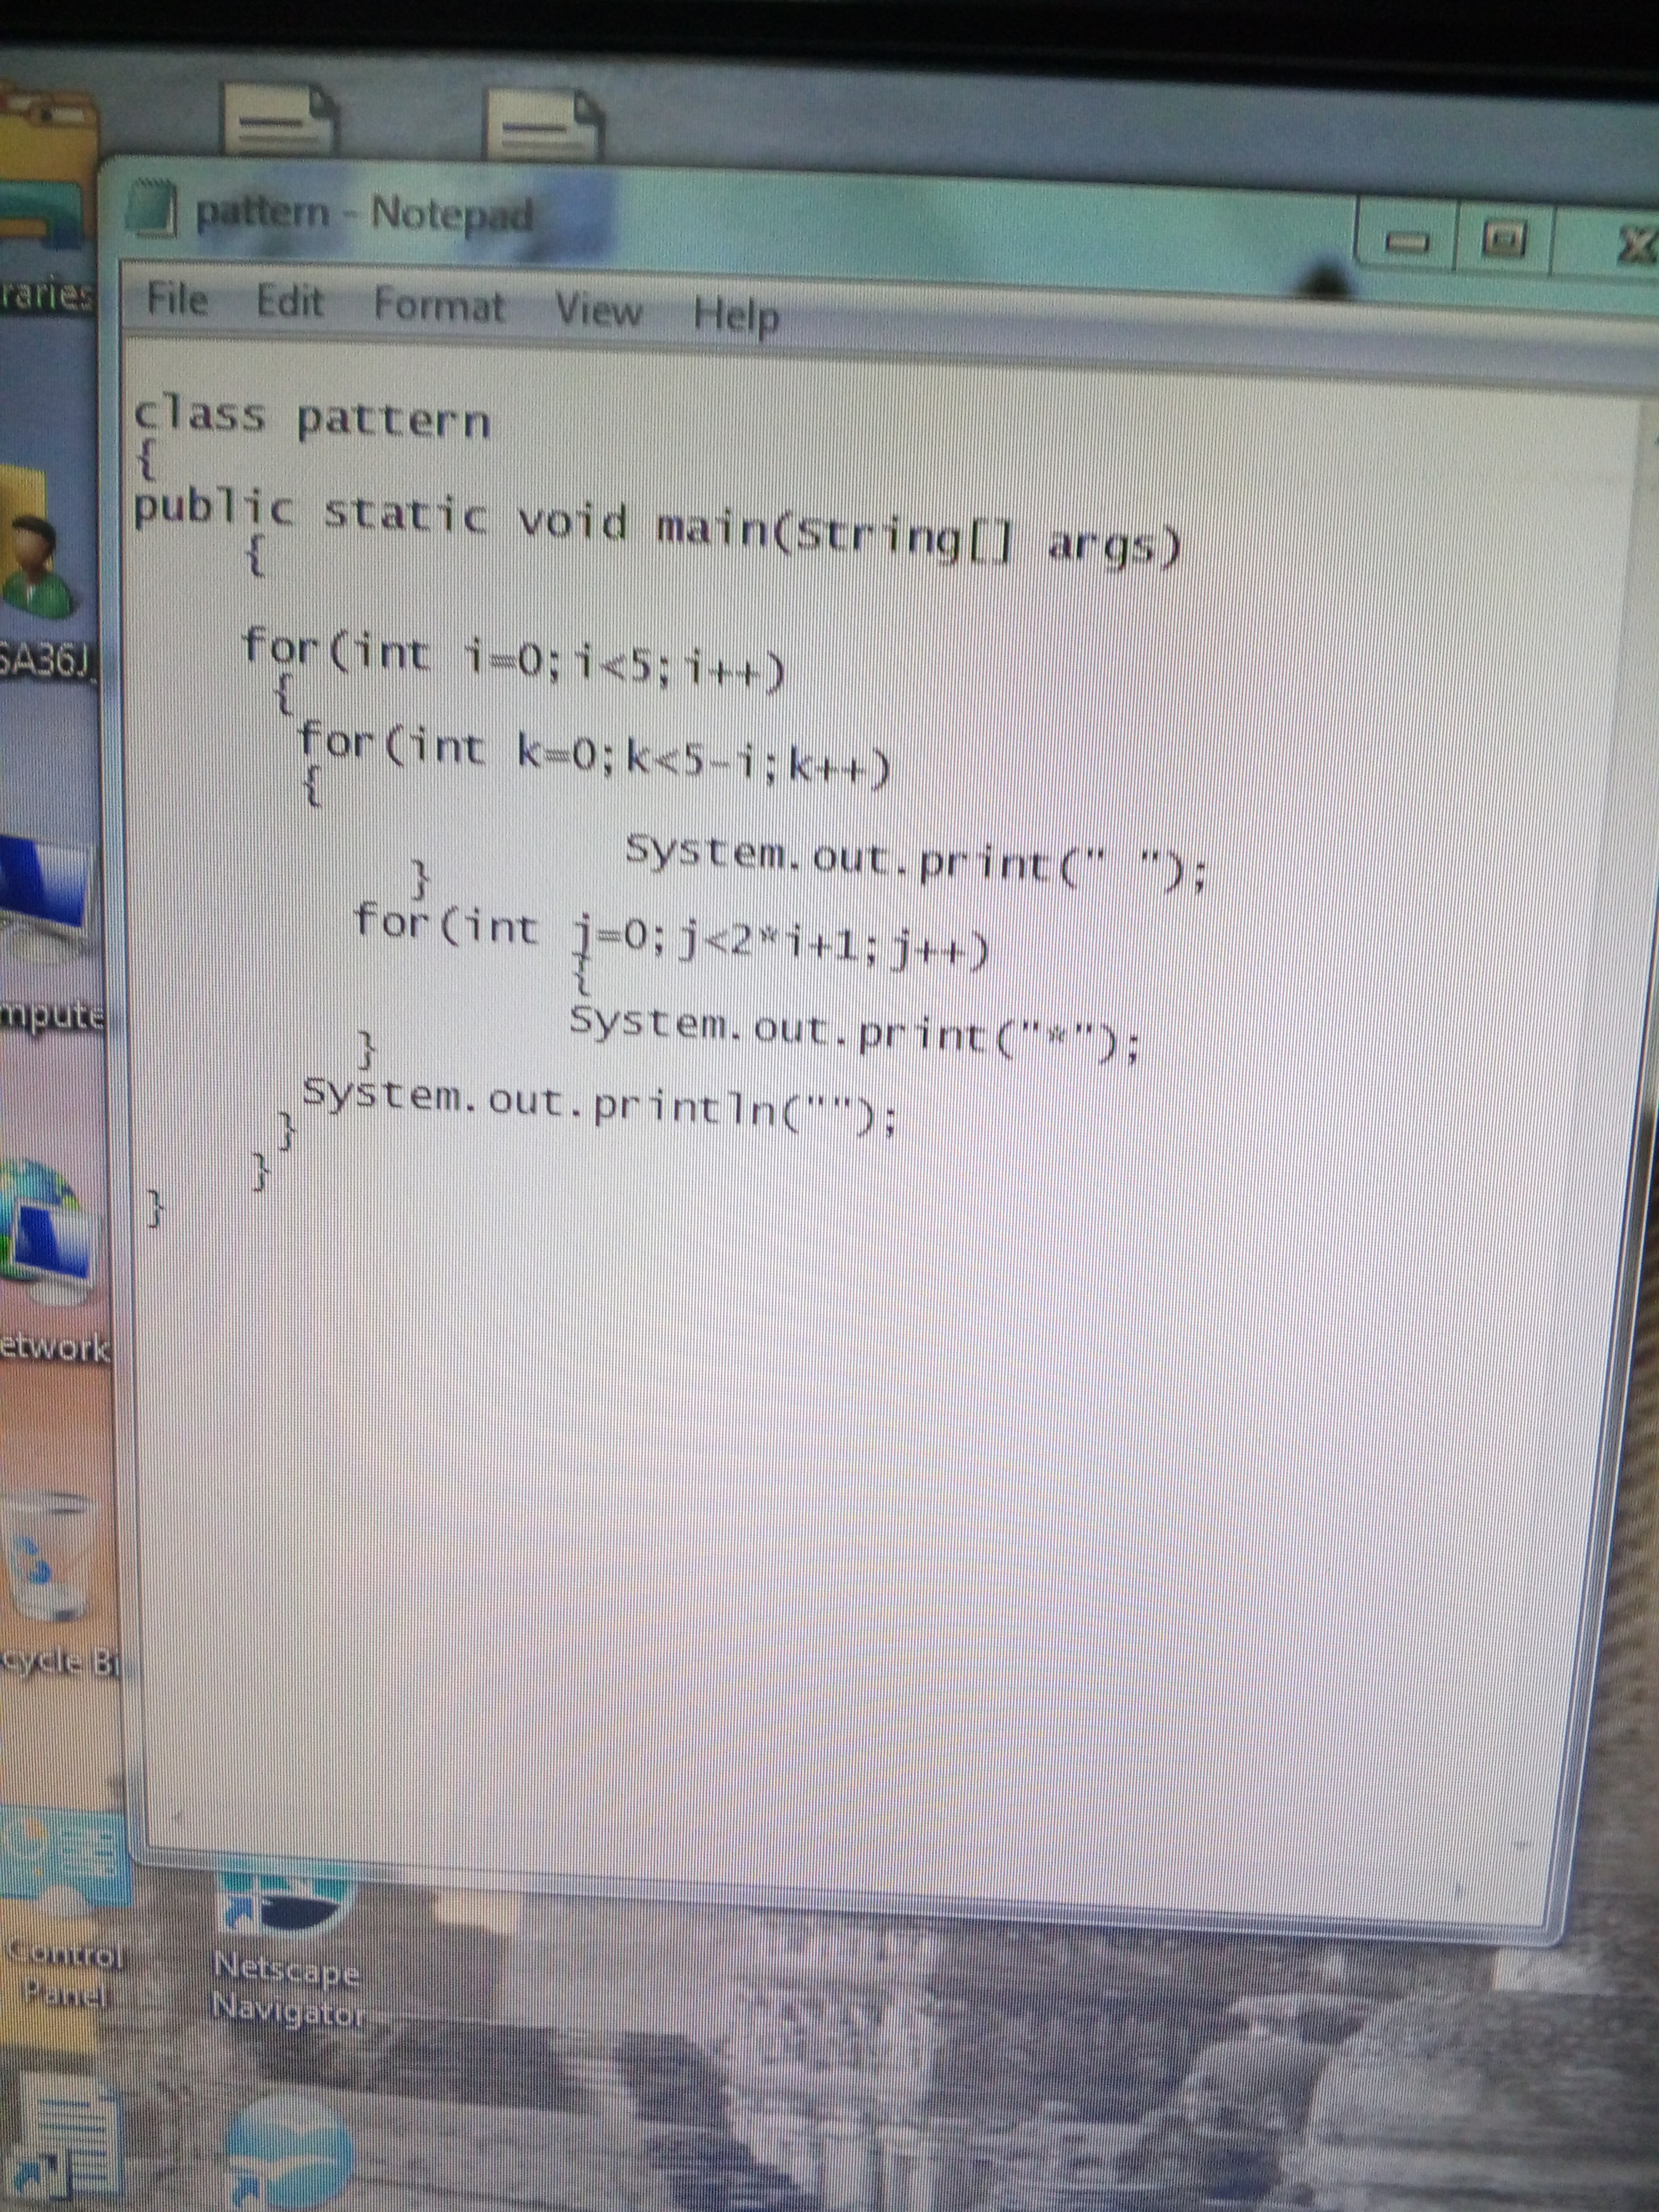 pattern - Notepad
File Edit Format View Help
class pattern
{
public static void main(String[] args)
{
for(int i=0;i<5;i++)
{
for(int k=0;k<5-i;k++)
{
System.out.print(" ");
}
for(int j=0;j<2*i+1;j++)
{
System.out.print("*");
}
System.out.println("");
}
}
}
raries
SA36J
mpute
etwork
cycle Bi
Control
Panel
Netscape
Navigator